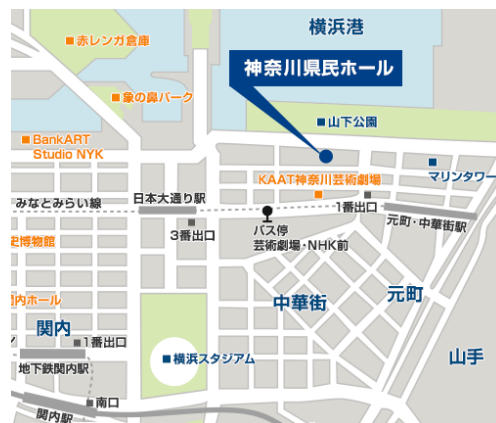 横浜港
赤レンガ倉庫
神奈川県民ホール
象の鼻パーク
山下公園
BankART
Studio NYK
マリンタワー
KAAT神奈川芸術劇場
日本大通り駅
みなとみらい線
1番出口
元町・中華街駅
3番出口
バス停
芸術劇場・NHK前
史博物館
中華街
元町
内ホール
関内
1番出口
横浜スタジアム
山手
地下鉄関内駅
南口
関内駅